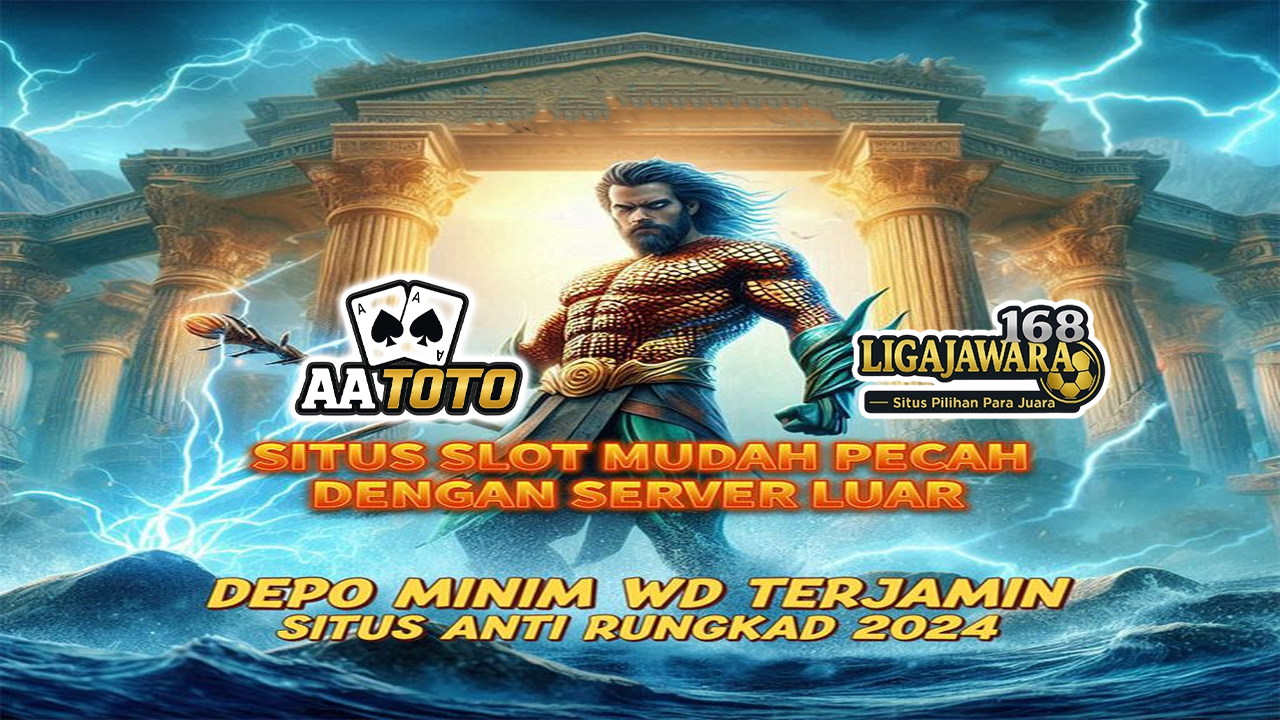 A
A
A
AATOTO
168
LIGAJAWARA
Situs Pilihan Para Juara
SITUS SLOT MUDAH PECAH
DENGAN SERVER LUAR
DEPO MINIM WD TERJAMIN
SITUS ANTI RUNGKAD 2024